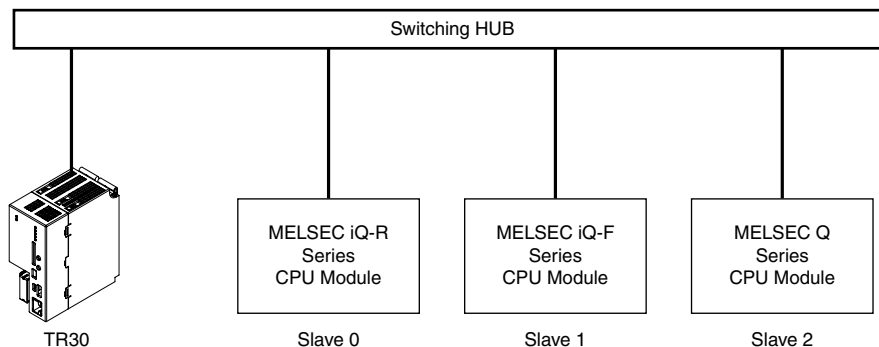 Switching HUB
MELSEC iQ-R
Series
CPU Module
MELSEC iQ-F
Series
CPU Module
MELSEC Q
Series
CPU Module
TR30
Slave 0
Slave 1
Slave 2